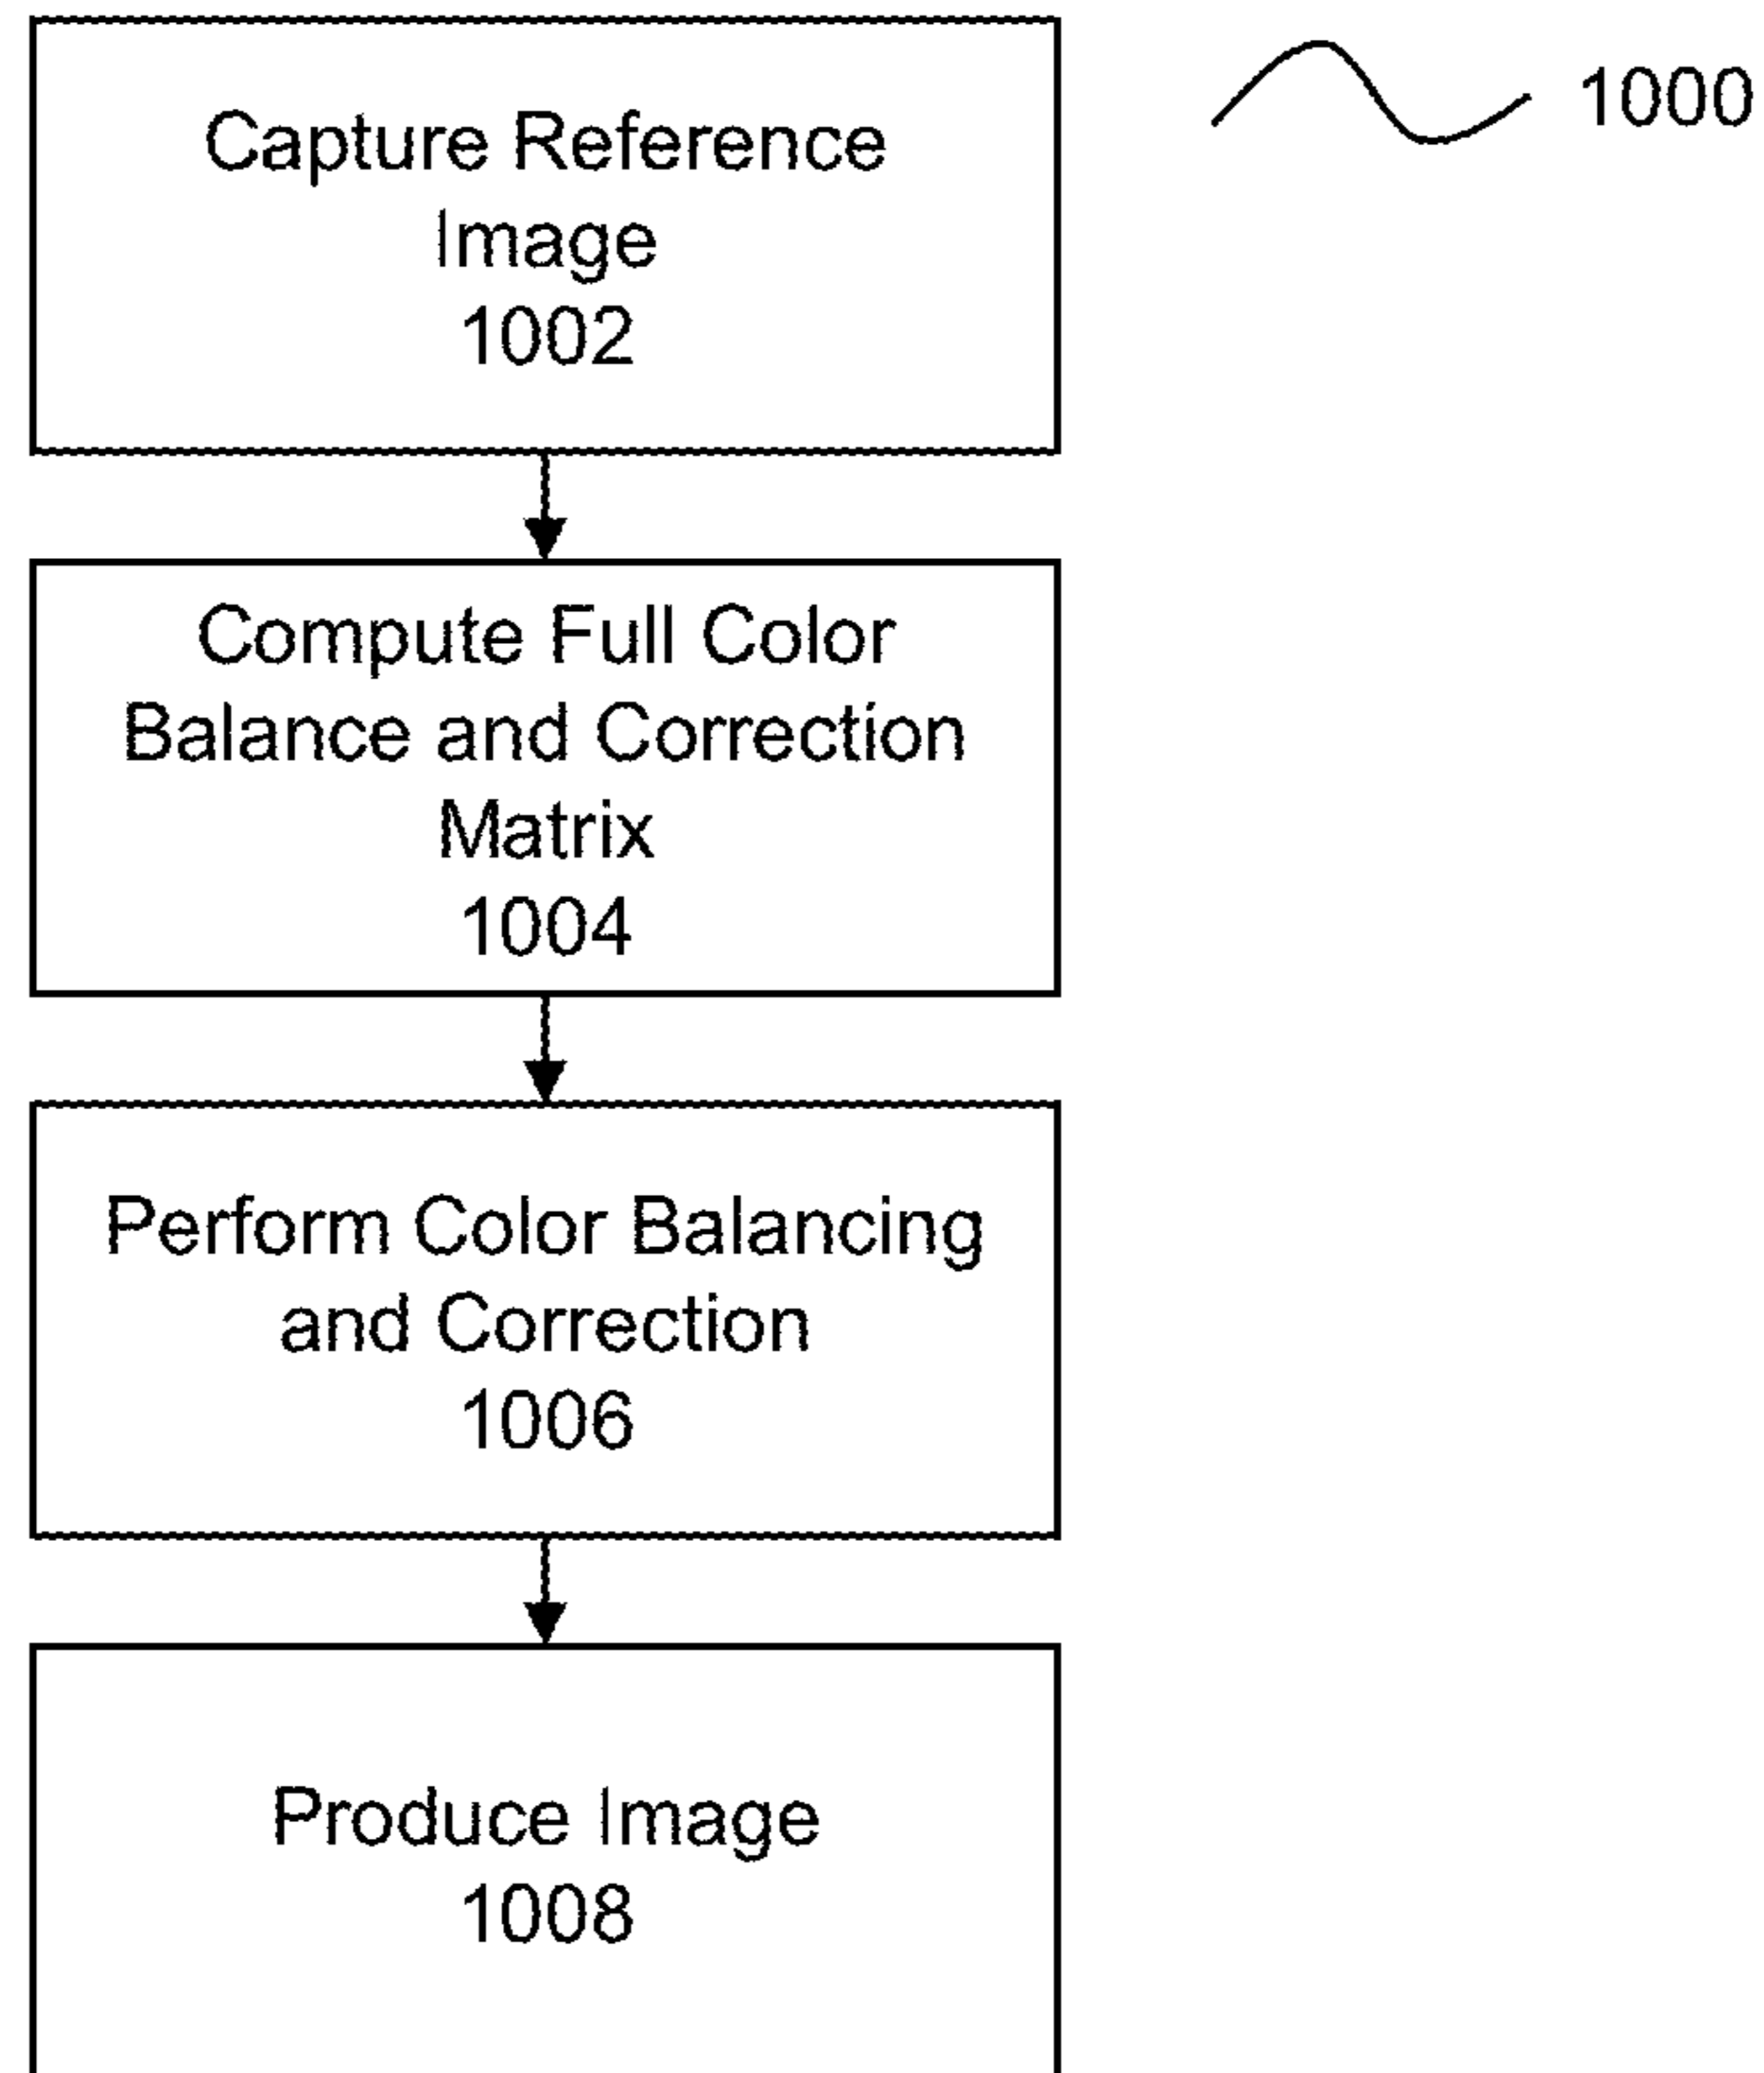 Capture Reference
Image
1002
1000
Compute Full Color
Balance and Correction
Matrix
1004
Perform Color Balancing
and Correction
1006
Produce Image
1008